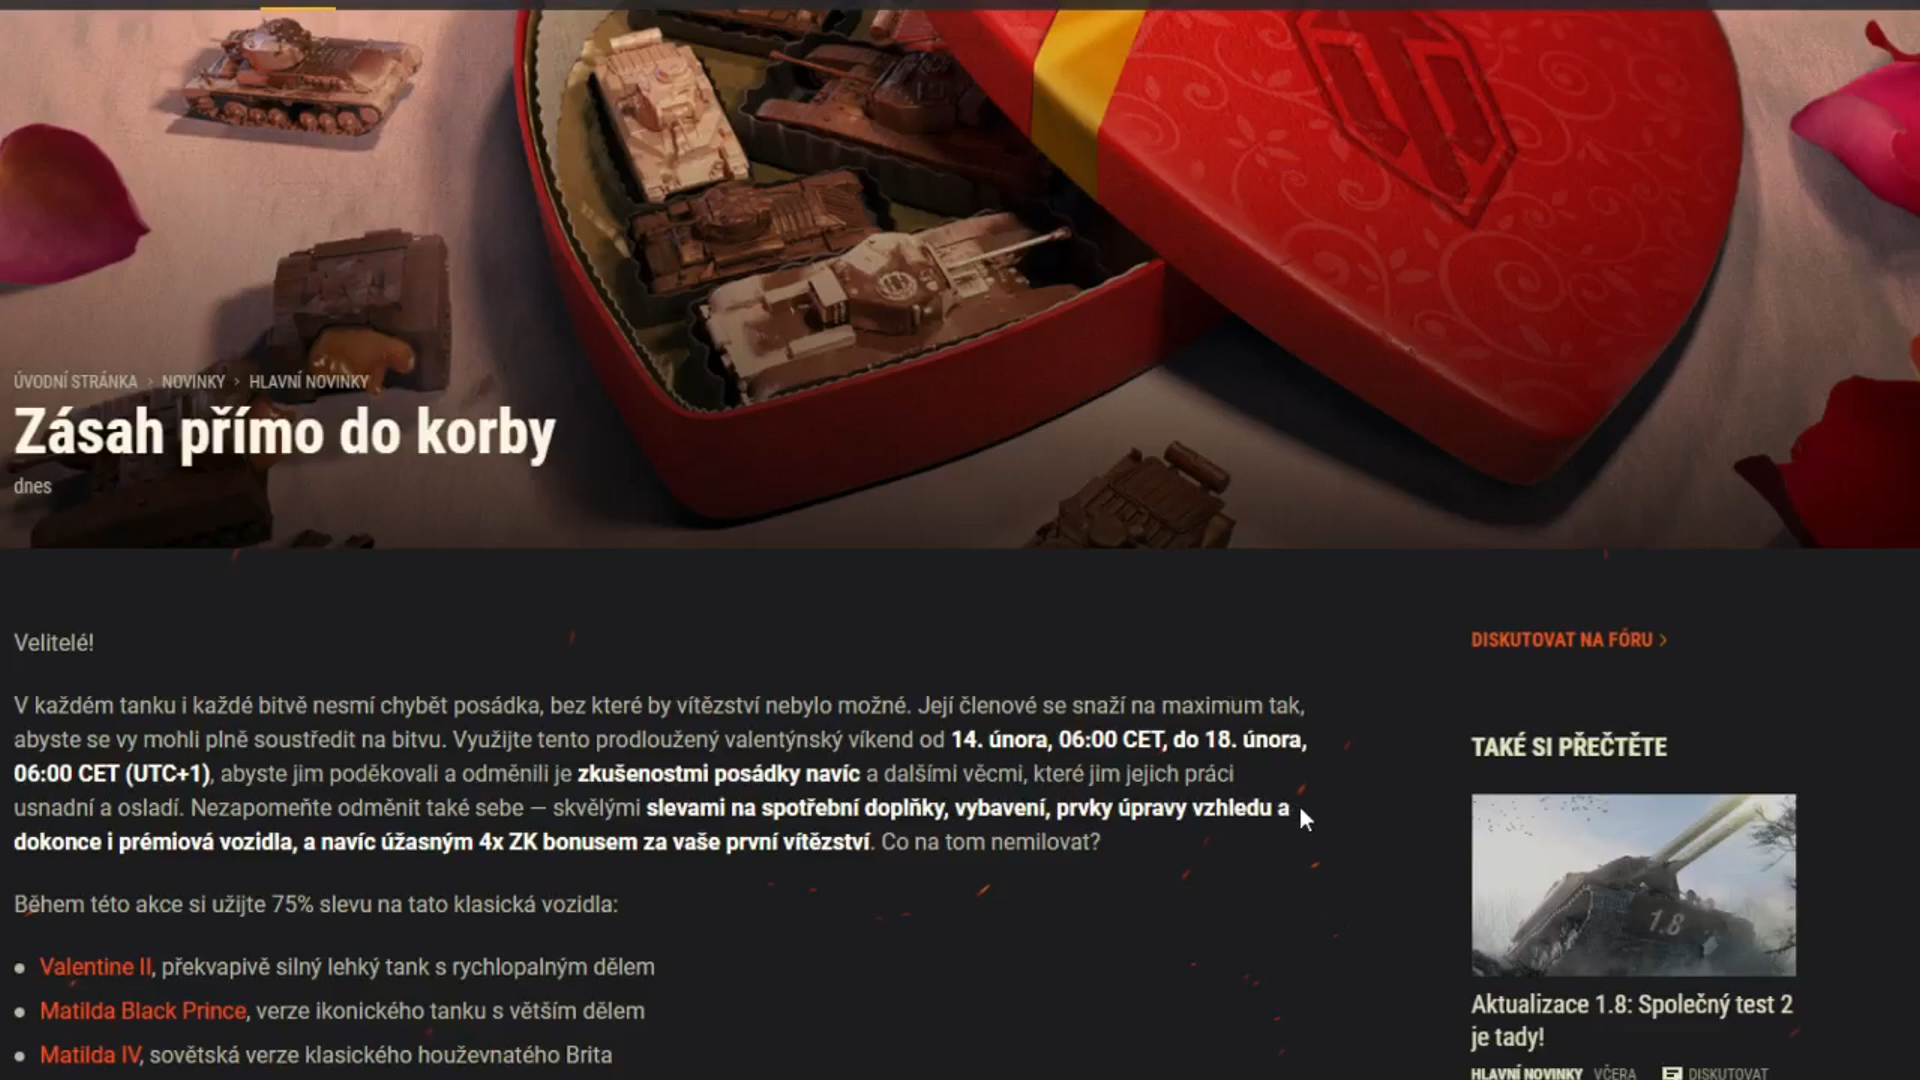 ÚVODNÍ STRÁNKA > NOVINKY > HLAVNÍ NOVINKY
Zásah přímo do korby
dnes
Velitelé!
V každém tanku i každé bitvě nesmí chybět posádka, bez které by vítězství nebylo možné. Její členové se snaží na maximum tak,
abyste se vy mohli plně soustředit na bitvu. Využijte tento prodloužený valentýnský víkend od 14. února, 06:00 CET, do 18. února,
06:00 CET (UTC+1), abyste jim poděkovali a odměnili je zkušenostmi posádky navíc a dalšími věcmi, které jim jejich práci
usnadní a osladí. Nezapomeňte odměnit také sebe — skvělými slevami na spotřební doplňky, vybavení, prvky úpravy vzhledu a
dokonce i prémiová vozidla, a navíc úžasným 4x ZK bonusem za vaše první vítězství. Co na tom nemilovat?
Během této akce si užijte 75% slevu na tato klasická vozidla:
• Valentine II, překvapivě silný lehký tank s rychlopalným dělem
• Matilda Black Prince, verze ikonického tanku s větším dělem
• Matilda IV, sovětská verze klasického houževnatého Brita
DISKUTOVAT NA FÓRU >
TAKÉ SI PŘEČTĚTE
1.8
Aktualizace 1.8: Společný test 2
je tady!
HLAVNÍ NOVINKY VČERA DISKUTOVAT